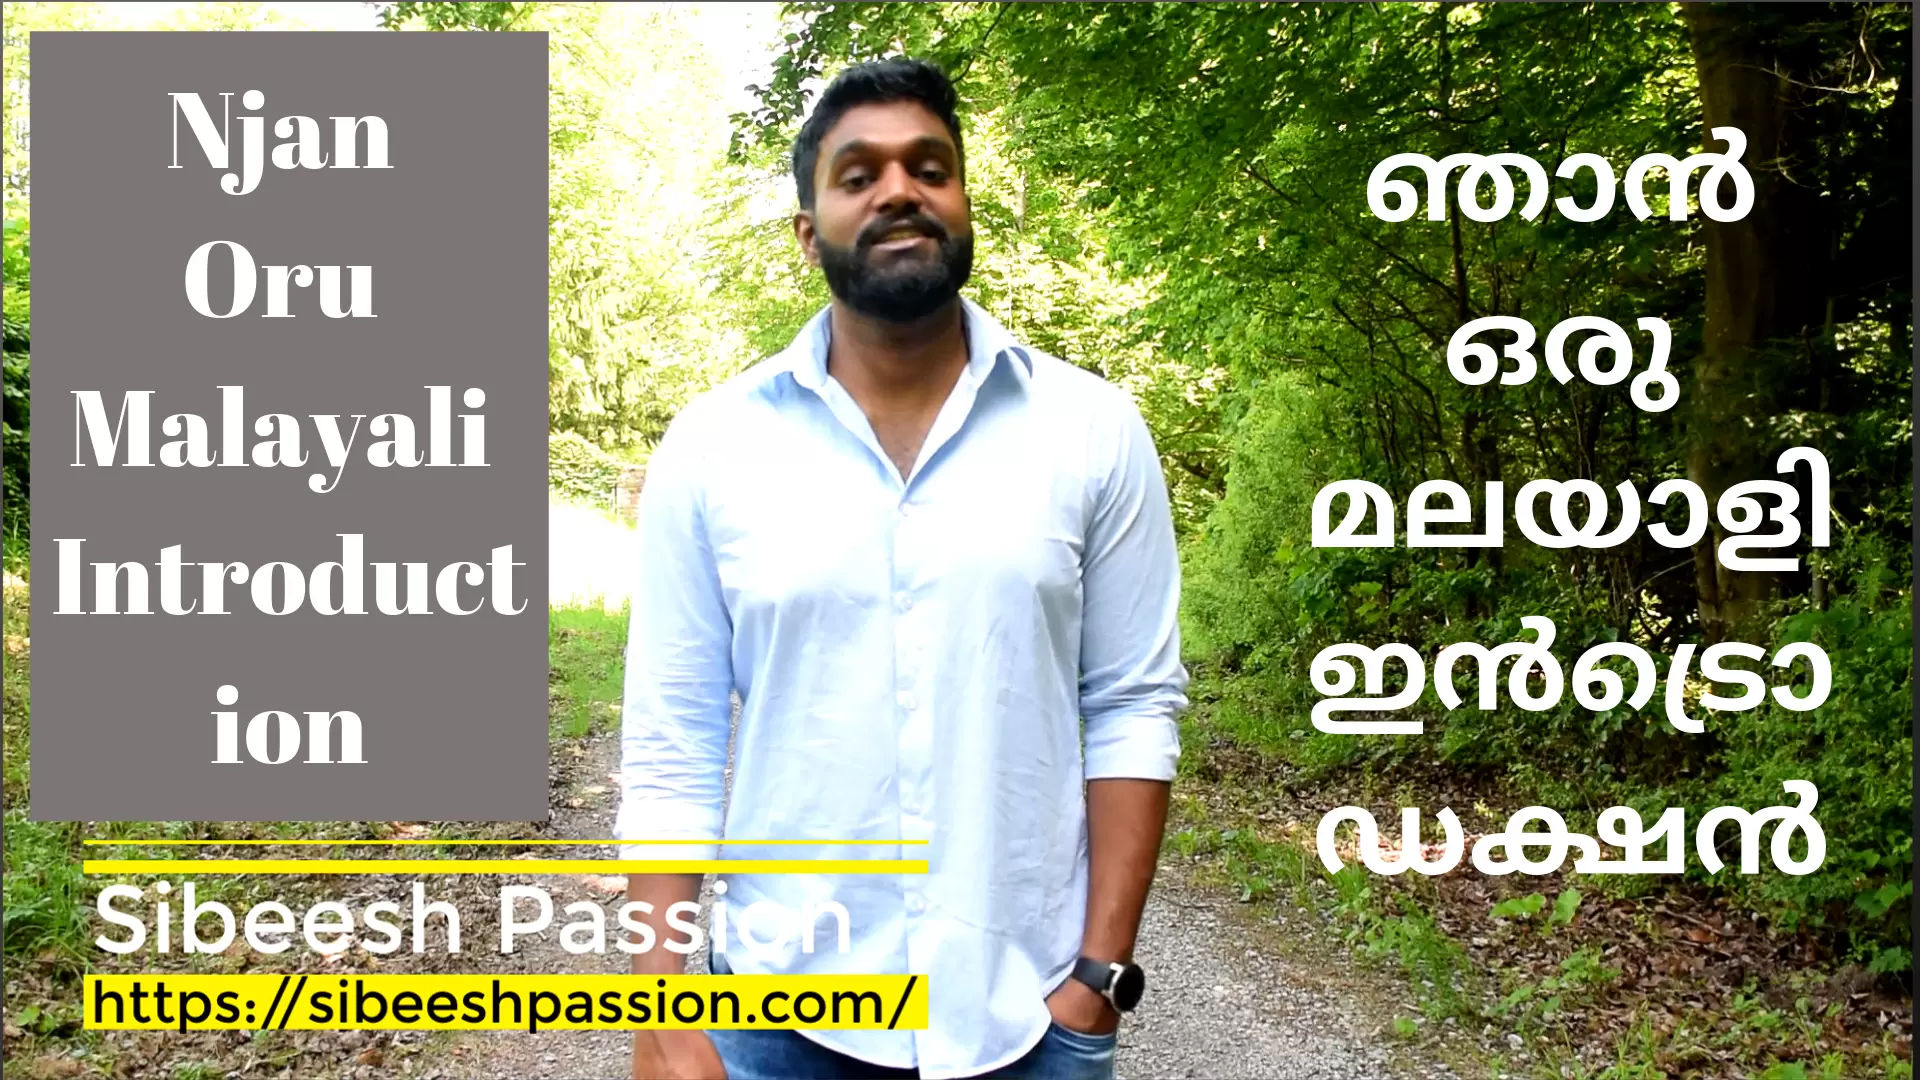 Njan
Oru
Malayali
Introduct
ion
ഞാൻ
ഒരു
മലയാളി
ഇൻട്രൊ
ഡക്ഷൻ
Sibeesh Passion
https://sibeeshpassion.com/